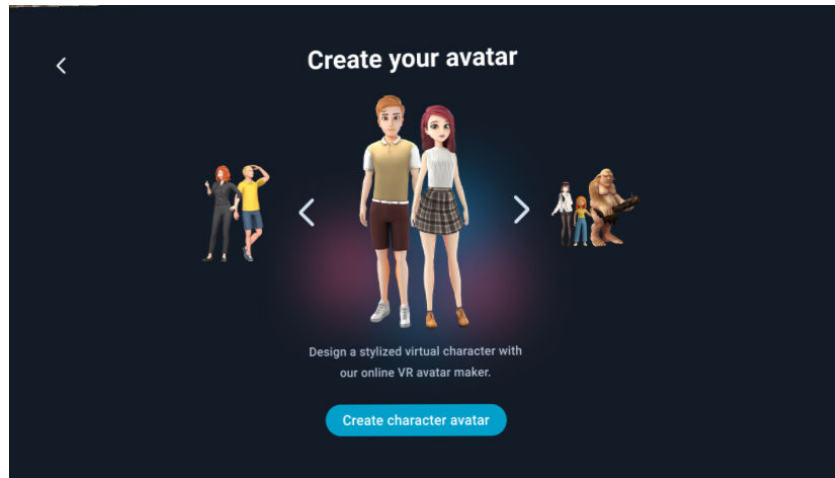 Create your avatar
Design a stylized virtual character with
our online VR avatar maker.
Create character avatar